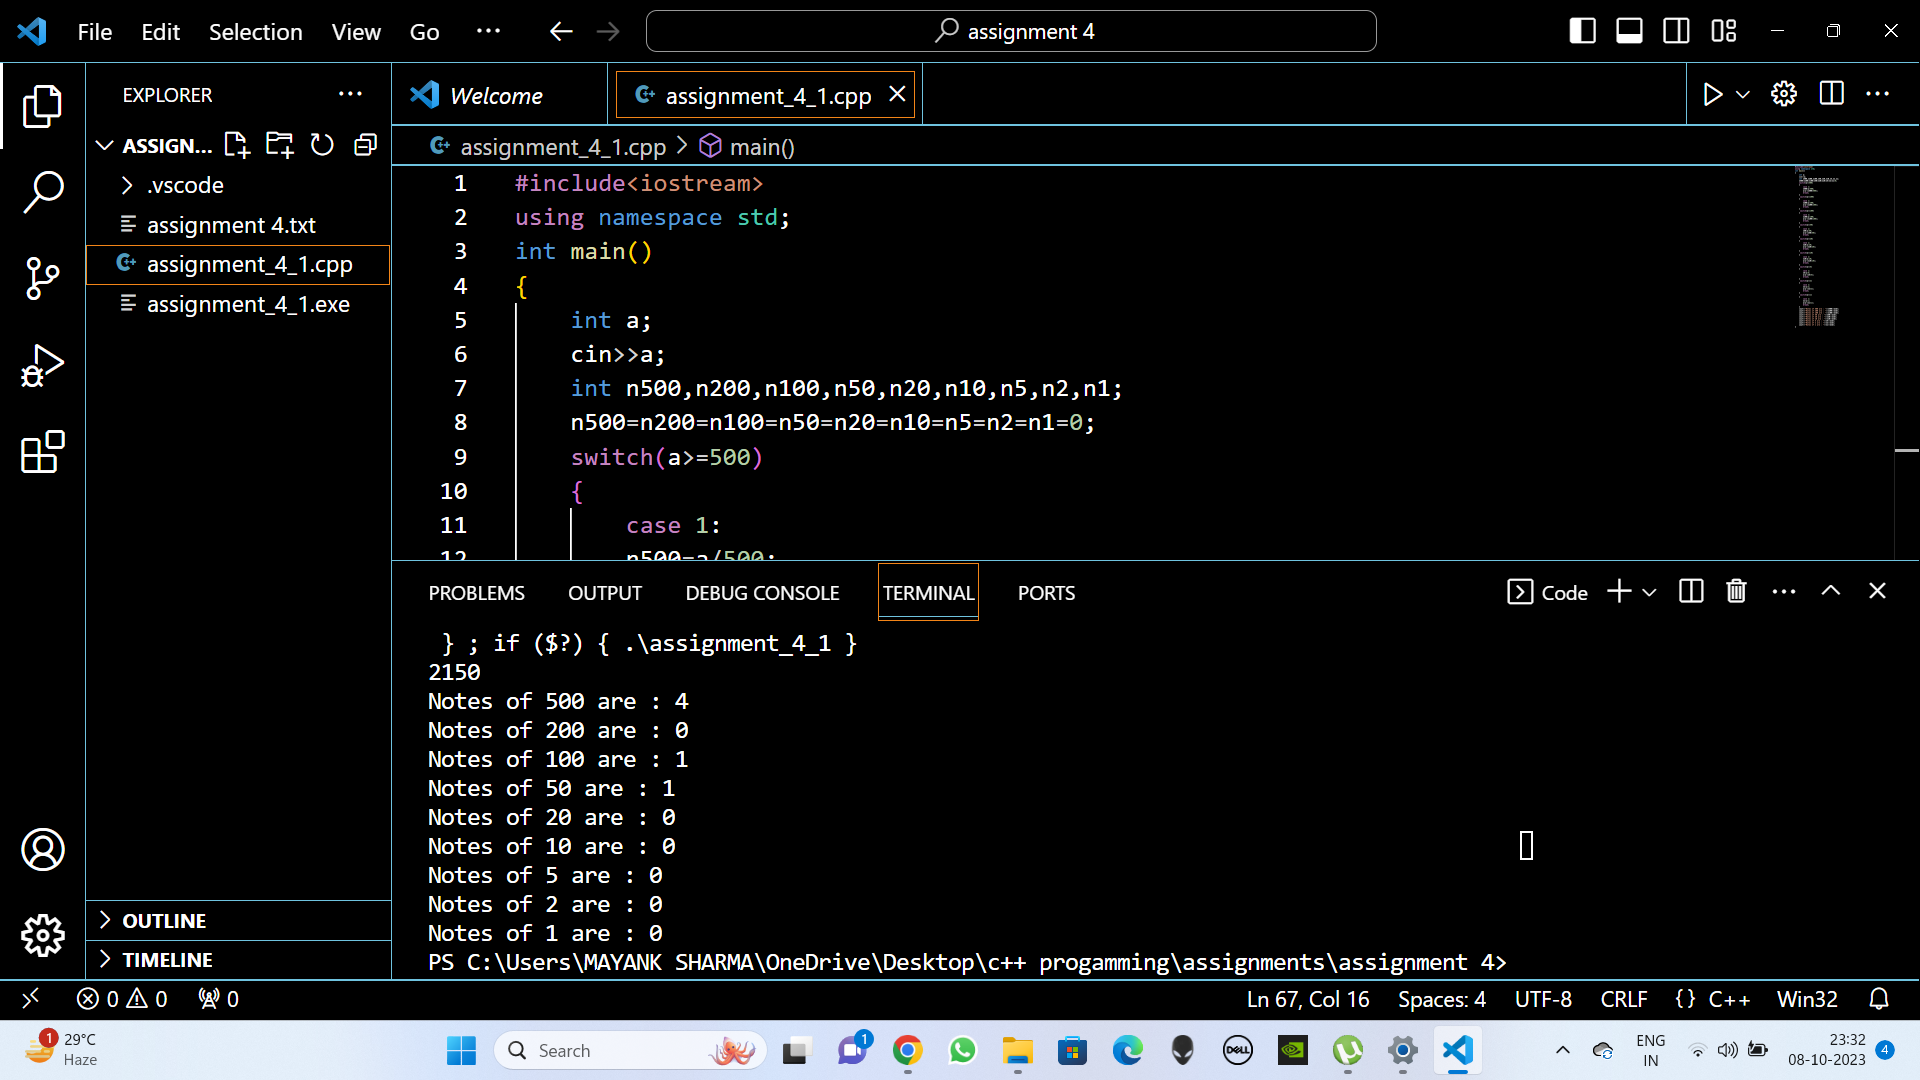 File Edit Selection View Go ... assignment 4
EXPLORER ...
ASSIGN...
.vscode
assignment 4.txt
assignment_4_1.cpp
assignment_4_1.exe
OUTLINE
TIMELINE
Welcome assignment_4_1.cpp
assignment_4_1.cpp > main()
1 #include<iostream>
2 using namespace std;
3 int main()
4 {
5 int a;
6 cin>>a;
7 int n500,n200,n100,n50,n20,n10,n5,n2,n1;
8 n500=n200=n100=n50=n20=n10=n5=n2=n1=0;
9 switch(a>=500)
10 {
11 case 1:
12 n500=a/500;
PROBLEMS OUTPUT DEBUG CONSOLE TERMINAL PORTS Code
} ; if ($?) { .\assignment_4_1 }
2150
Notes of 500 are : 4
Notes of 200 are : 0
Notes of 100 are : 1
Notes of 50 are : 1
Notes of 20 are : 0
Notes of 10 are : 0
Notes of 5 are : 0
Notes of 2 are : 0
Notes of 1 are : 0
PS C:\Users\MAYANK SHARMA\OneDrive\Desktop\c++ progamming\assignments\assignment 4>
0 0 0 Ln 67, Col 16 Spaces: 4 UTF-8 CRLF {} C++ Win32
1 29°C
Haze
Search
1
DELL
ENG
IN
23:32
08-10-2023
4